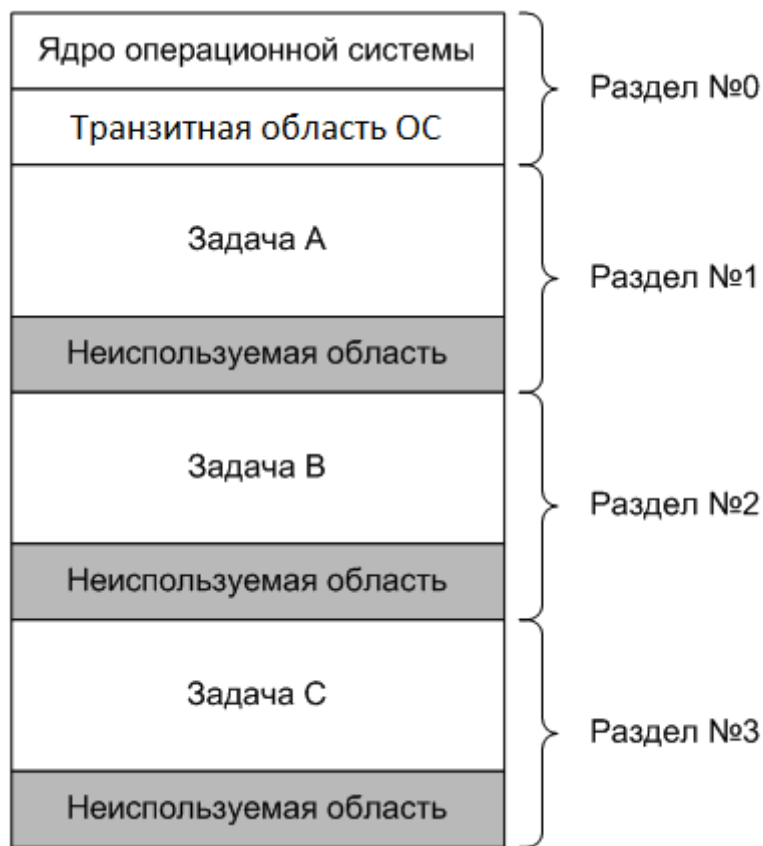 Ядро операционной системы
Раздел №0
Транзитная область ОС
Задача А
Раздел №1
Неиспользуемая область
Задача В
Раздел №2
Неиспользуемая область
Задача С
Раздел №3
Неиспользуемая область